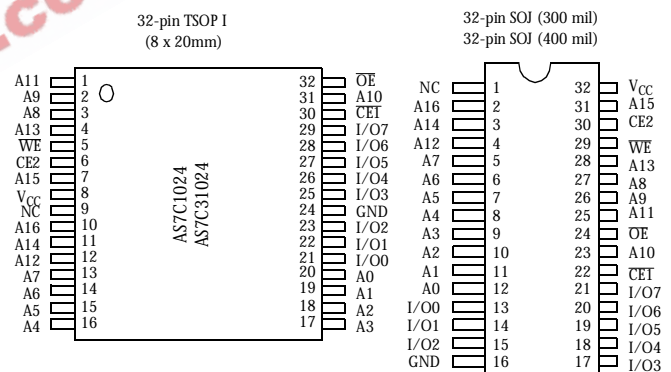 .co
32-pin TSOP I
(8 x 20mm)
A11 1 32 OE
A9 2 31 A10
A8 3 30 CE1
A13 4 29 I/O7
WE 5 28 I/O6
CE2 6 27 I/O5
A15 7 26 I/O4
VCC 8 25 I/O3
NC 9 24 GND
A16 10 23 I/O2
A14 11 22 I/O1
A12 12 21 I/O0
A7 13 20 A0
A6 14 19 A1
A5 15 18 A2
A4 16 17 A3
AS7C1024
AS7C31024
32-pin SOJ (300 mil)
32-pin SOJ (400 mil)
NC 1 32 VCC
A16 2 31 A15
A14 3 30 CE2
A12 4 29 WE
A7 5 28 A13
A6 6 27 A8
A5 7 26 A9
A4 8 25 A11
A3 9 24 OE
A2 10 23 A10
A1 11 22 CE1
A0 12 21 I/O7
I/O0 13 20 I/O6
I/O1 14 19 I/O5
I/O2 15 18 I/O4
GND 16 17 I/O3